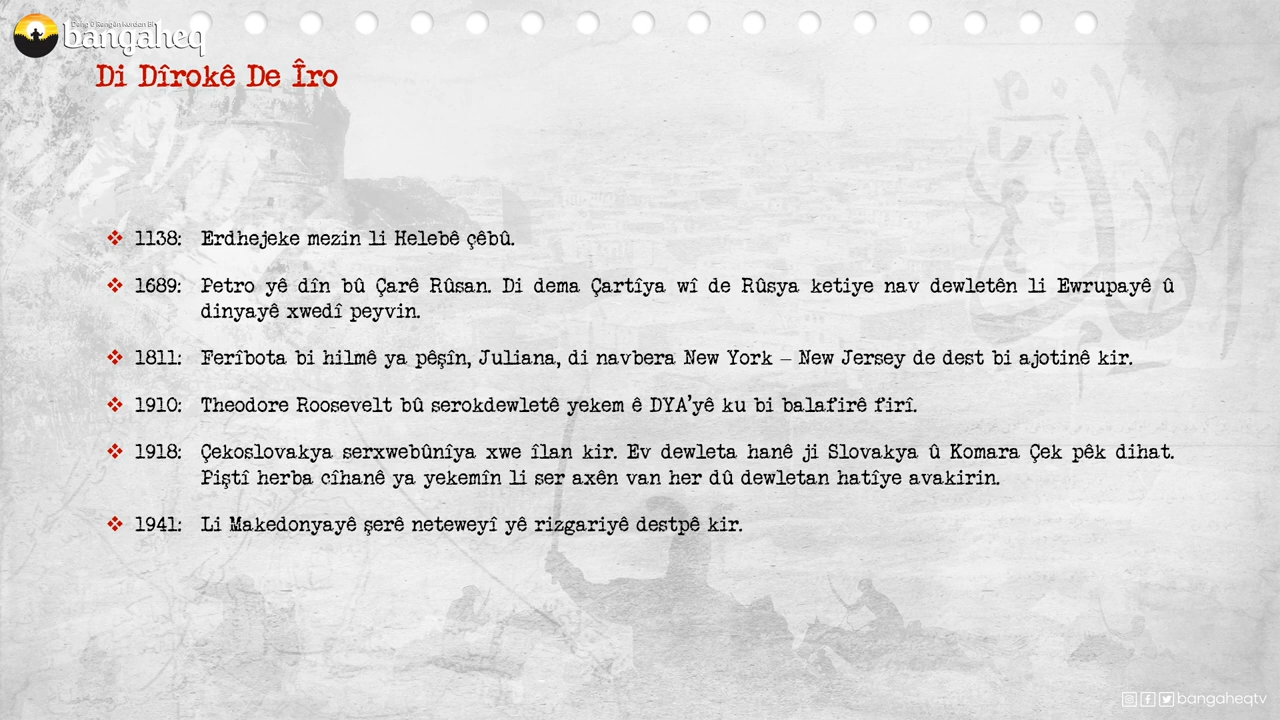 Deng û Rengên Kurdan Bi
bangaheq
Di Dîrokê De Îro
❖ 1138: Erdhejeke mezin li Helebê çêbû.
❖ 1689: Petro yê dîn bû Çarê Rûsan. Di dema Çartîya wî de Rûsya ketiye nav dewletên li Ewrupayê û
dinyayê xwedî peyvin.
❖ 1811: Ferîbota bi hilmê ya pêşîn, Juliana, di navbera New York – New Jersey de dest bi ajotinê kir.
❖ 1910: Theodore Roosevelt bû serokdewletê yekem ê DYA'yê ku bi balafirê firî.
❖ 1918: Çekoslovakya serxwebûnîya xwe îlan kir. Ev dewleta hanê ji Slovakya û Komara Çek pêk dihat.
Piştî herba cîhanê ya yekemîn li ser axên van her dû dewletan hatîye avakirin.
❖ 1941: Li Makedonyayê şerê neteweyî yê rizgariyê destpê kir.
bangaheqtv